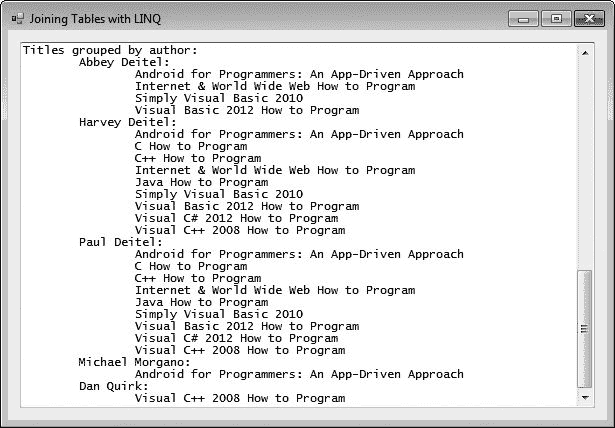 Joining Tables with LINQ
Titles grouped by author:
Abbey Deitel:
Android for Programmers: An App-Driven Approach
Internet & World Wide Web How to Program
Simply Visual Basic 2010
Visual Basic 2012 How to Program
Harvey Deitel:
Android for Programmers: An App-Driven Approach
C How to Program
C++ How to Program
Internet & World Wide Web How to Program
Java How to Program
Simply Visual Basic 2010
Visual Basic 2012 How to Program
Visual C# 2012 How to Program
Visual C++ 2008 How to Program
Paul Deitel:
Android for Programmers: An App-Driven Approach
C How to Program
C++ How to Program
Internet & World Wide Web How to Program
Java How to Program
Simply Visual Basic 2010
Visual Basic 2012 How to Program
Visual C# 2012 How to Program
Visual C++ 2008 How to Program
Michael Morgano:
Android for Programmers: An App-Driven Approach
Dan Quirk:
Visual C++ 2008 How to Program